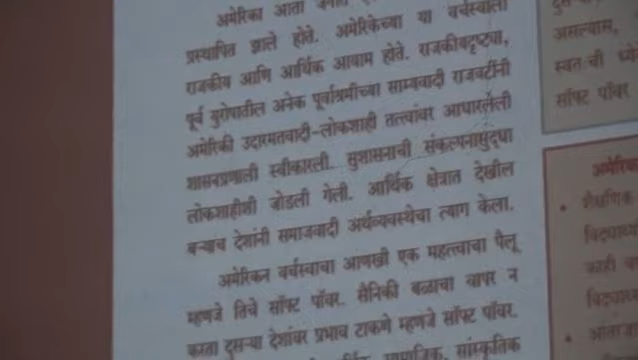 अमेरिका आता
प्रस्थापित झाले होते. अमेरिकेच्या या वर्चस्वाला
राजकीय आणि आर्थिक आयाम होते. राजकीयदृष्ट्या,
पूर्व युरोपातील अनेक पूर्वाश्रमीच्या साम्यवादी राजवटींनी
अमेरिकी उदारमतवादी-लोकशाही तत्त्वांवर आधारलेली
शासनप्रणाली स्वीकारली. सुशासनाची संकल्पनासुद्धा
लोकशाहीशी जोडली गेली. आर्थिक क्षेत्रात देखील
बऱ्याच देशांनी समाजवादी अर्थव्यवस्थेचा त्याग केला.
अमेरिकन वर्चस्वाचा आणखी एक महत्त्वाचा पैलू
म्हणजे तिचे सॉफ्ट पॉवर. सैनिकी बळाचा वापर न
करता दुसऱ्या देशांवर प्रभाव टाकणे म्हणजे सॉफ्ट पॉवर.
सामाजिक, सांस्कृतिक
असल्यास,
स्वतःची
सॉफ्ट पॉवर
• शैक्षणिक
काही